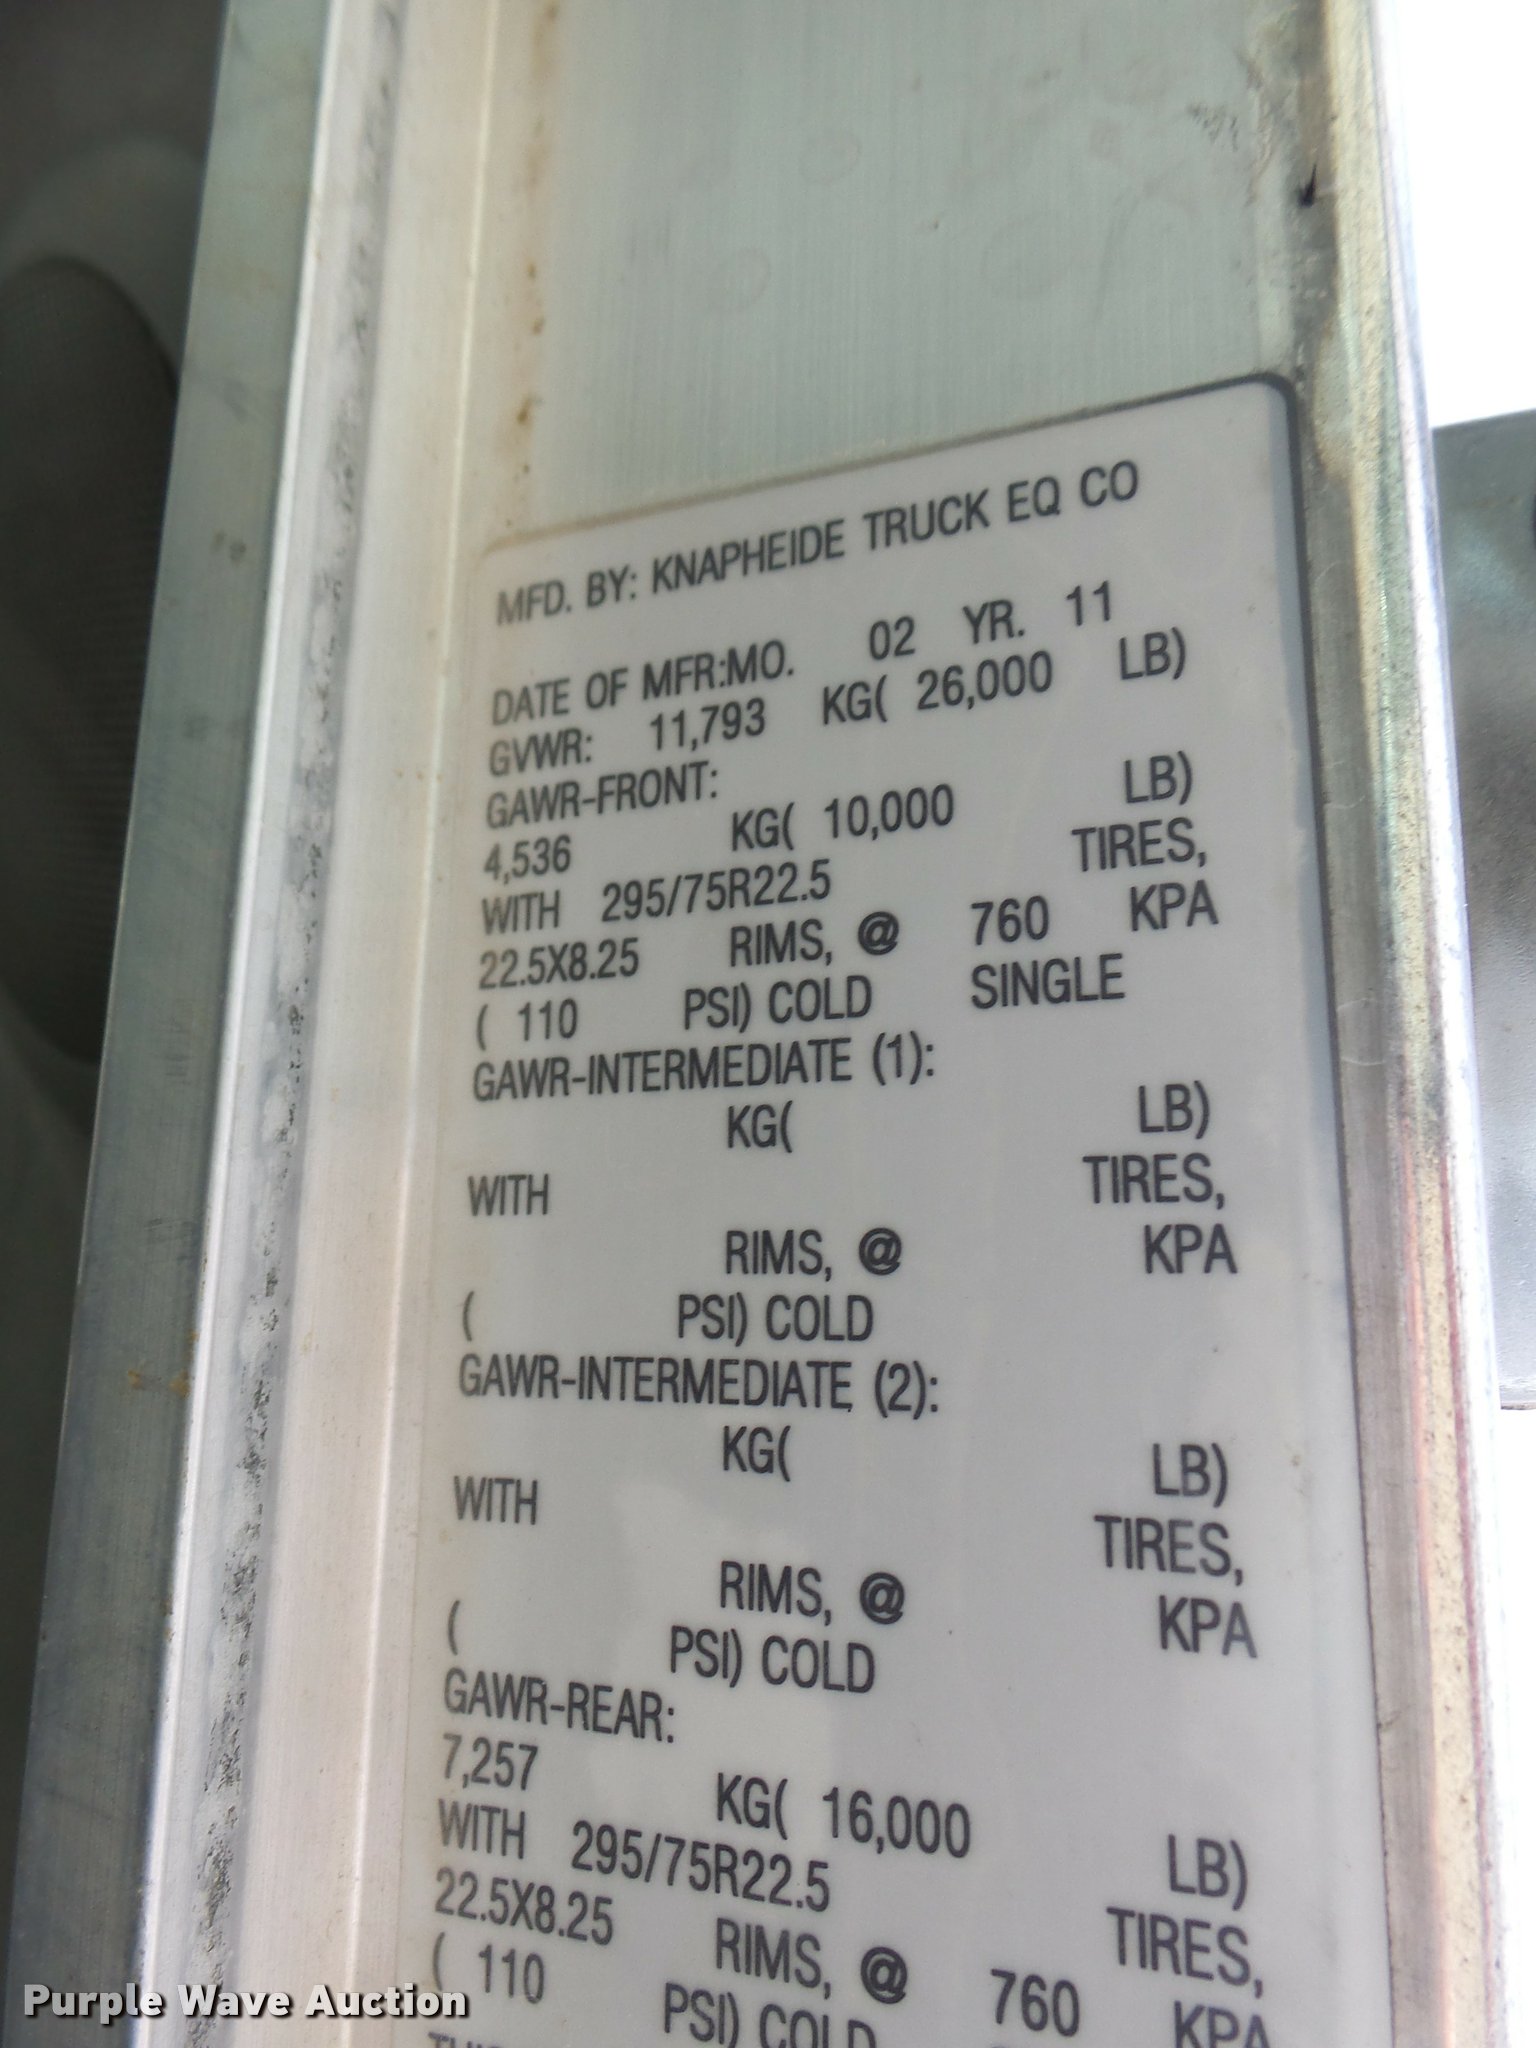 MFD. BY: KNAPHEIDE TRUCK EQ CO
DATE OF MFR:MO. 02 YR. 11
GVWR: 11,793 KG( 26,000 LB)
GAWR-FRONT:
4,536 KG( 10,000 LB)
WITH 295/75R22.5 TIRES,
22.5X8.25 RIMS, @ 760 KPA
( 110 PSI) COLD SINGLE
GAWR-INTERMEDIATE (1):
KG( LB)
WITH TIRES,
RIMS, @ KPA
( PSI) COLD
GAWR-INTERMEDIATE (2):
KG( LB)
WITH TIRES,
RIMS, @ KPA
( PSI) COLD
GAWR-REAR:
7,257 KG( 16,000 LB)
WITH 295/75R22.5 TIRES,
22.5X8.25 RIMS, @ 760 KPA
( 110 PSI) COLD
Purple Wave Auction